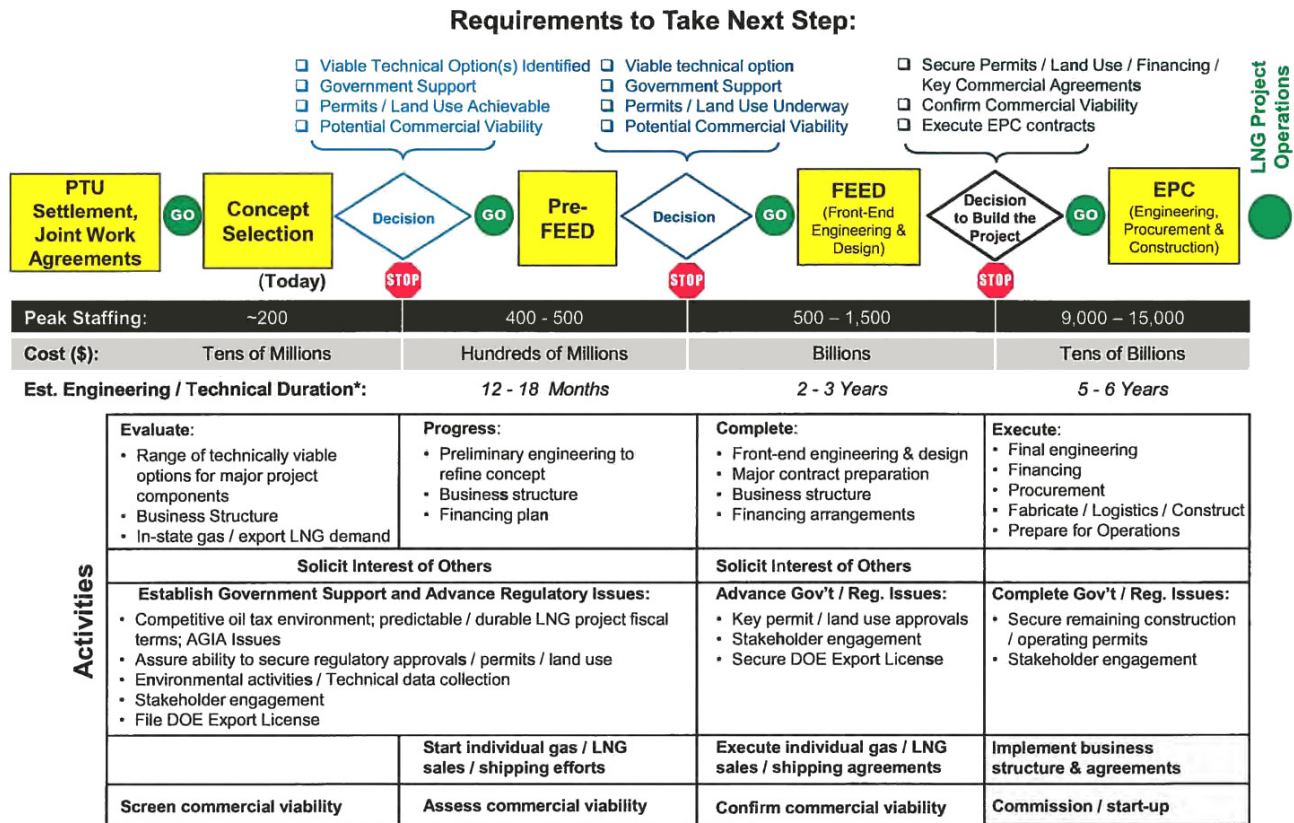 Requirements to Take Next Step:
❑ Viable Technical Option(s) Identified
❑ Government Support
❑ Permits / Land Use Achievable
❑ Potential Commercial Viability
❑ Viable technical option
❑ Government Support
❑ Permits / Land Use Underway
❑ Potential Commercial Viability
❑ Secure Permits / Land Use / Financing /
Key Commercial Agreements
❑ Confirm Commercial Viability
❑ Execute EPC contracts
LNG Project
Operations
PTU
Settlement,
Joint Work
Agreements
GO
Concept
Selection
(Today)
Decision
STOP
GO
Pre-
FEED
Decision
STOP
GO
FEED
(Front-End
Engineering &
Design)
Decision
to Build the
Project
STOP
GO
EPC
(Engineering,
Procurement &
Construction)
Peak Staffing: ~200 400 - 500 500 – 1,500 9,000 – 15,000
Cost ($): Tens of Millions Hundreds of Millions Billions Tens of Billions
Est. Engineering / Technical Duration*: 12 - 18 Months 2 - 3 Years 5 - 6 Years
Activities
Evaluate:
• Range of technically viable
options for major project
components
• Business Structure
• In-state gas / export LNG demand
Progress:
• Preliminary engineering to
refine concept
• Business structure
• Financing plan
Complete:
• Front-end engineering & design
• Major contract preparation
• Business structure
• Financing arrangements
Execute:
• Final engineering
• Financing
• Procurement
• Fabricate / Logistics / Construct
• Prepare for Operations
Solicit Interest of Others
Solicit Interest of Others
Establish Government Support and Advance Regulatory Issues:
• Competitive oil tax environment; predictable / durable LNG project fiscal
terms; AGIA Issues
• Assure ability to secure regulatory approvals / permits / land use
• Environmental activities / Technical data collection
• Stakeholder engagement
• File DOE Export License
Advance Gov't / Reg. Issues:
• Key permit / land use approvals
• Stakeholder engagement
• Secure DOE Export License
Complete Gov't / Reg. Issues:
• Secure remaining construction
/ operating permits
• Stakeholder engagement
Start individual gas / LNG
sales / shipping efforts
Execute individual gas / LNG
sales / shipping agreements
Implement business
structure & agreements
Screen commercial viability
Assess commercial viability
Confirm commercial viability
Commission / start-up